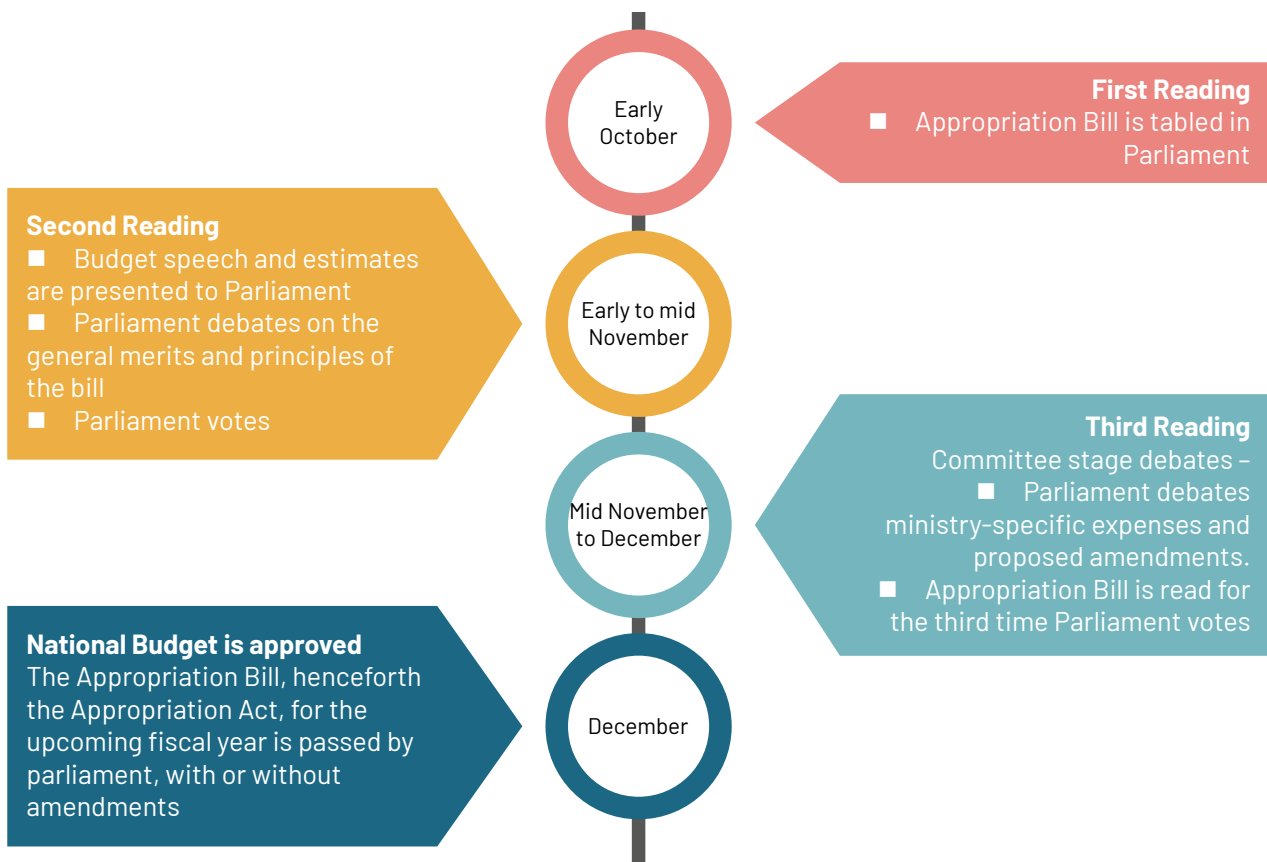 Early
October
First Reading
■ Appropriation Bill is tabled in
Parliament
Second Reading
■ Budget speech and estimates
are presented to Parliament
■ Parliament debates on the
general merits and principles of
the bill
■ Parliament votes
Early to mid
November
Mid November
to December
Third Reading
Committee stage debates –
■ Parliament debates
ministry-specific expenses and
proposed amendments.
■ Appropriation Bill is read for
the third time Parliament votes
National Budget is approved
The Appropriation Bill, henceforth
the Appropriation Act, for the
upcoming fiscal year is passed by
parliament, with or without
amendments
December